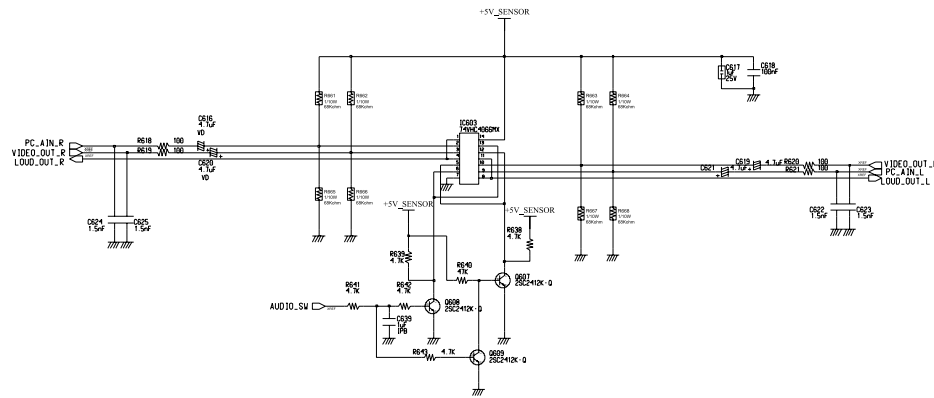 +5V_SENSOR
R661
1/10W
68Kohm
R662
1/10W
68Kohm
R663
1/10W
68Kohm
R664
1/10W
68Kohm
C617
25V
C618
100nF
C616
4.7uF
VD
IC603
74VHC4066MX
PC_AIN_R
VIDEO_OUT_R
LOUD_OUT_R
R618 100
R619 100
C620
4.7uF
VD
C621
C619 4.7uF
R620 100
R621 100
VIDEO_OUT_
PC_AIN_L
LOUD_OUT_L
R665
1/10W
68Kohm
R666
1/10W
68Kohm
R667
1/10W
68Kohm
R668
1/10W
68Kohm
C624
1.5nF
C625
1.5nF
C622
1.5nF
C623
1.5nF
+5V_SENSOR
+5V_SENSOR
R639
4.7K
R638
4.7K
R640
47K
Q607
2SC2412K-Q
R641
4.7K
R642
4.7K
Q608
2SC2412K-Q
AUDIO_SW
C639
1uF
R643 4.7K
Q609
2SC2412K-Q